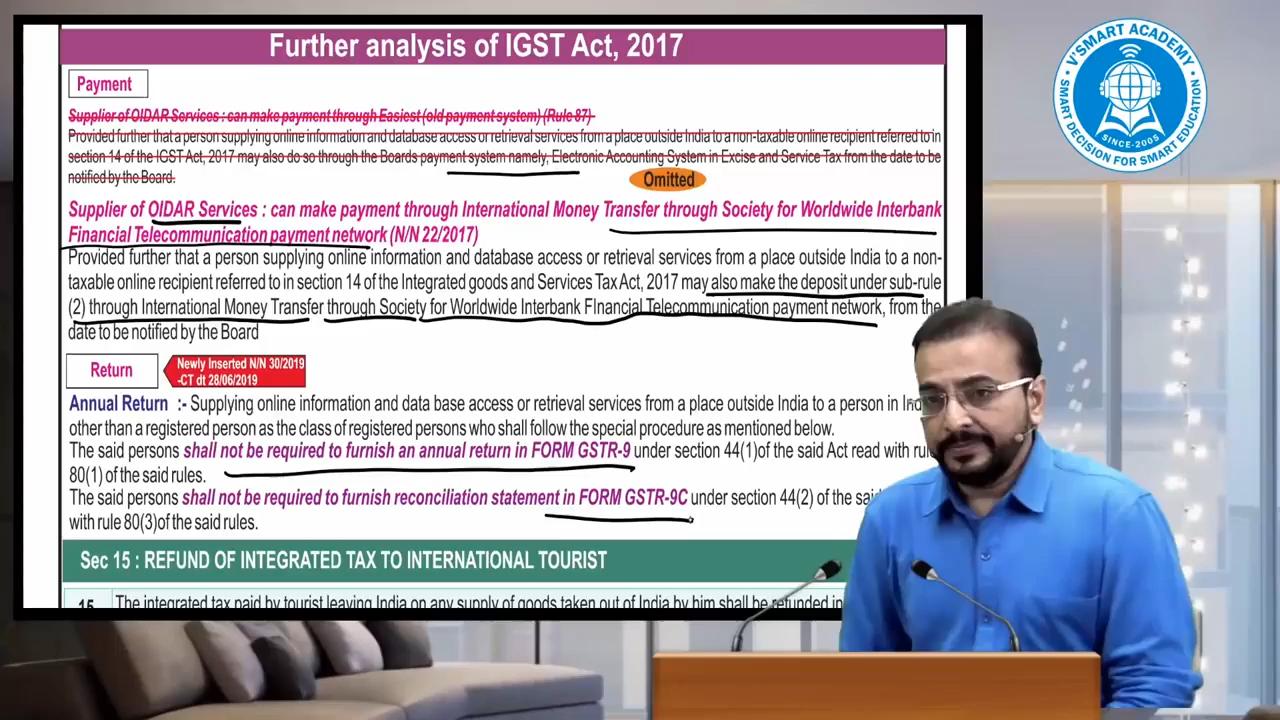 Further analysis of IGST Act, 2017
Payment
Supplier of OIDAR Services : can make payment through Easiest (old payment system) (Rule 87)
Provided further that a person supplying online information and database access or retrieval services from a place outside India to a non-taxable online recipient referred to in
section 14 of the IGST Act, 2017 may also do so through the Boards payment system namely, Electronic Accounting System in Excise and Service Tax from the date to be
notified by the Board.
Omitted
Supplier of OIDAR Services : can make payment through International Money Transfer through Society for Worldwide Interbank
Financial Telecommunication payment network (N/N 22/2017)
Provided further that a person supplying online information and database access or retrieval services from a place outside India to a non-
taxable online recipient referred to in section 14 of the Integrated goods and Services Tax Act, 2017 may also make the deposit under sub-rule
(2) through International Money Transfer through Society for Worldwide Interbank FInancial Telecommunication payment network, from the
date to be notified by the Board
Return
Newly Inserted N/N 30/2019
-CT dt 28/06/2019
Annual Return :- Supplying online information and data base access or retrieval services from a place outside India to a person in
other than a registered person as the class of registered persons who shall follow the special procedure as mentioned below.
The said persons shall not be required to furnish an annual return in FORM GSTR-9 under section 44(1)of the said Act read with
80(1) of the said rules.
The said persons shall not be required to furnish reconciliation statement in FORM GSTR-9C under section 44(2) of the
with rule 80(3)of the said rules.
Sec 15 : REFUND OF INTEGRATED TAX TO INTERNATIONAL TOURIST
15 The integrated tax paid by tourist leaving India on any supply of goods taken out of India by him shall be refunded in
V'SMART ACADEMY
SMART DECISION FOR SMART EDUCATION
SINCE-2005